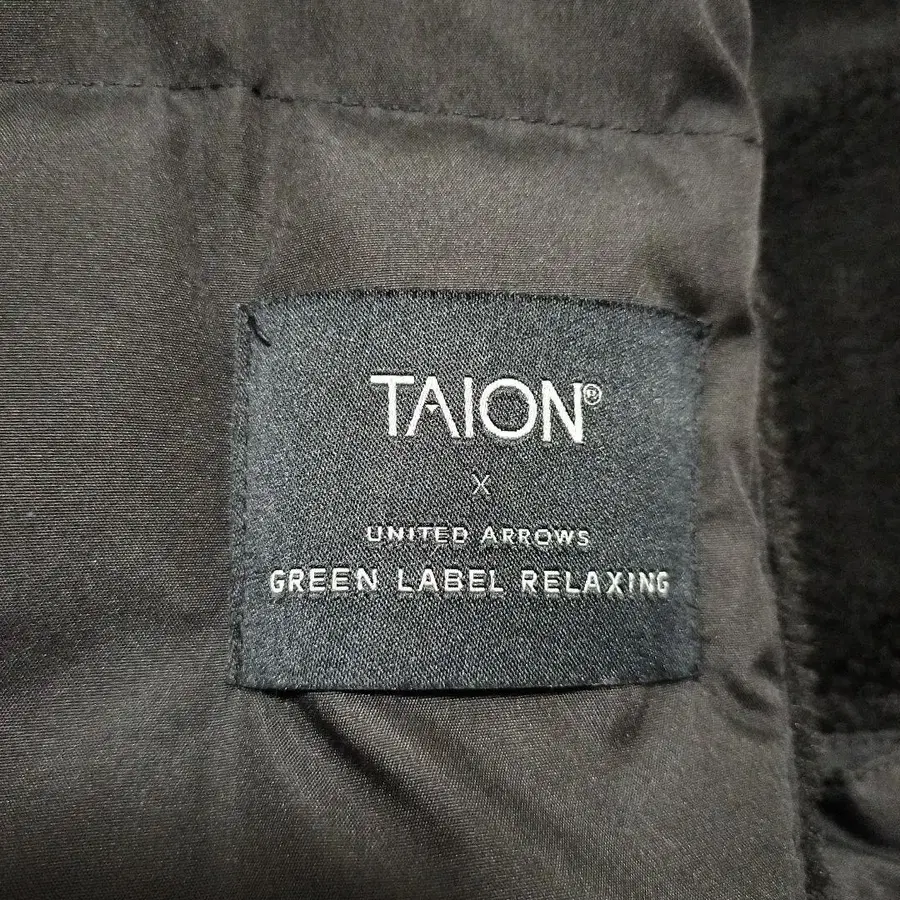 TAION®
X
UNITED ARROWS
GREEN LABEL RELAXING